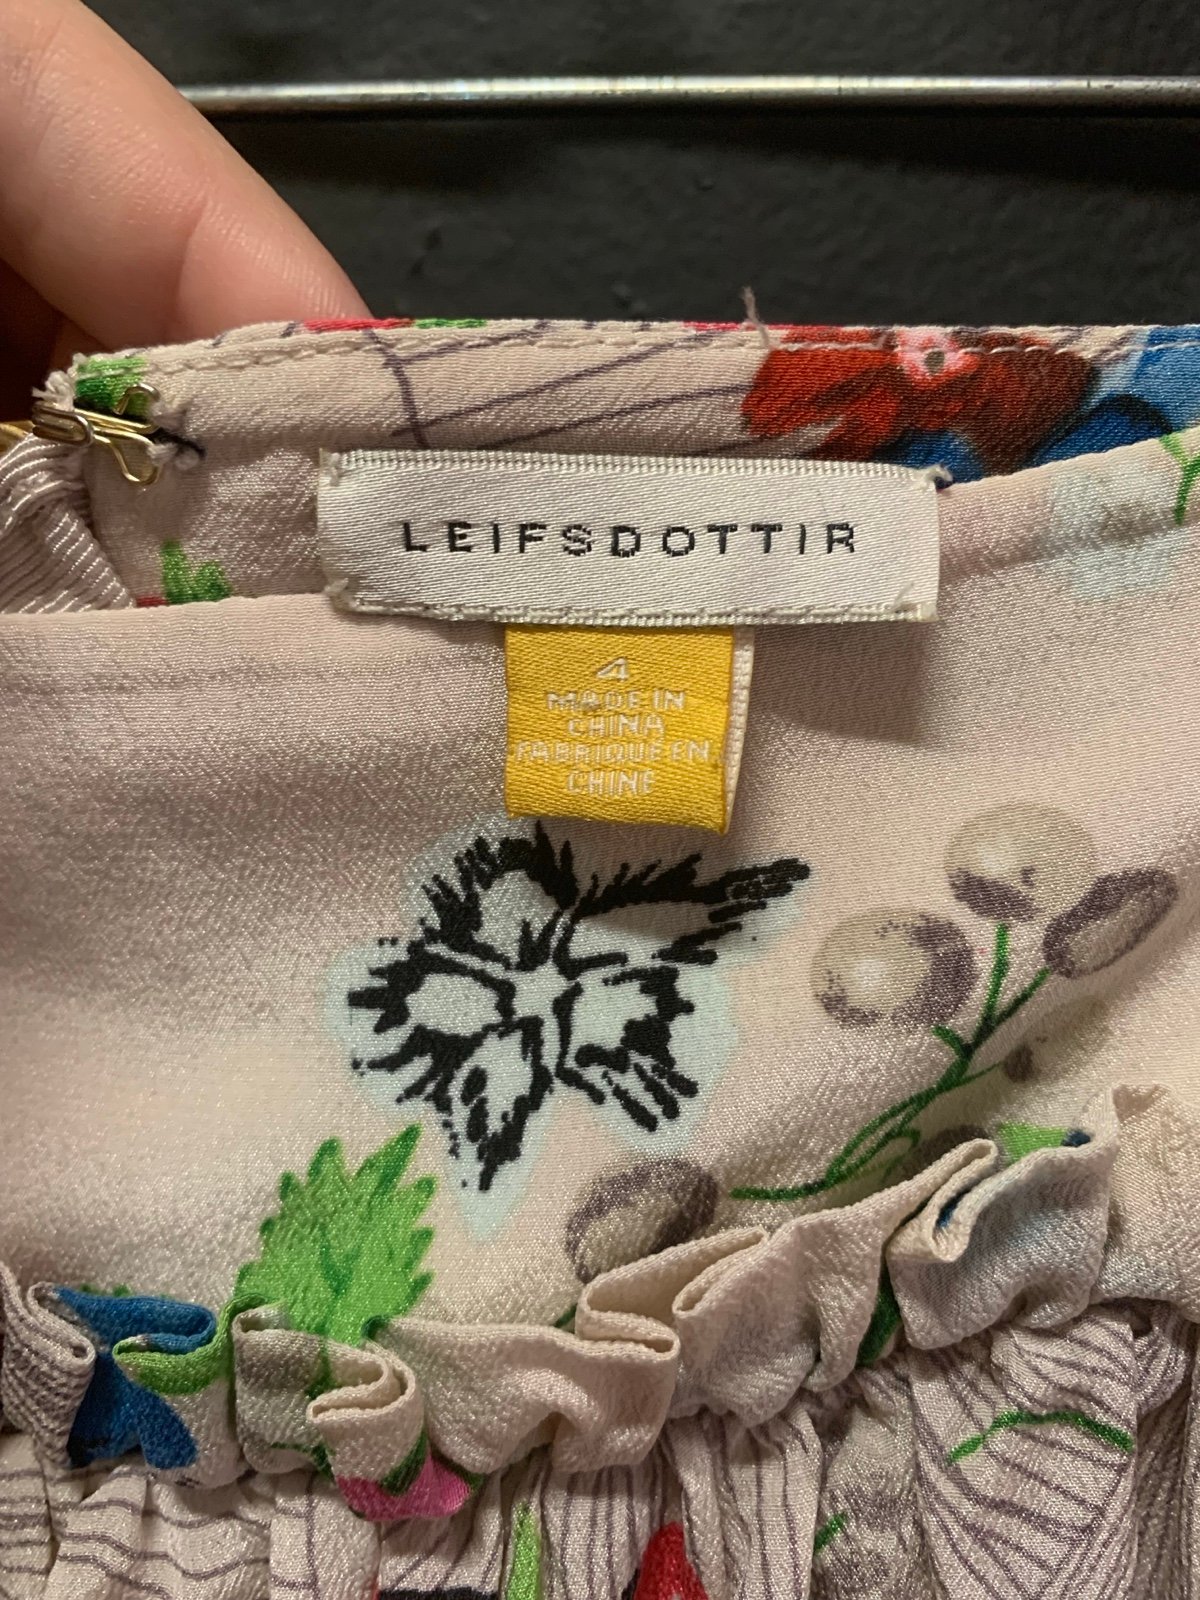 LEIFSDOTTIR
4
MADE IN
CHINA
FABRIQUE EN
CHINE